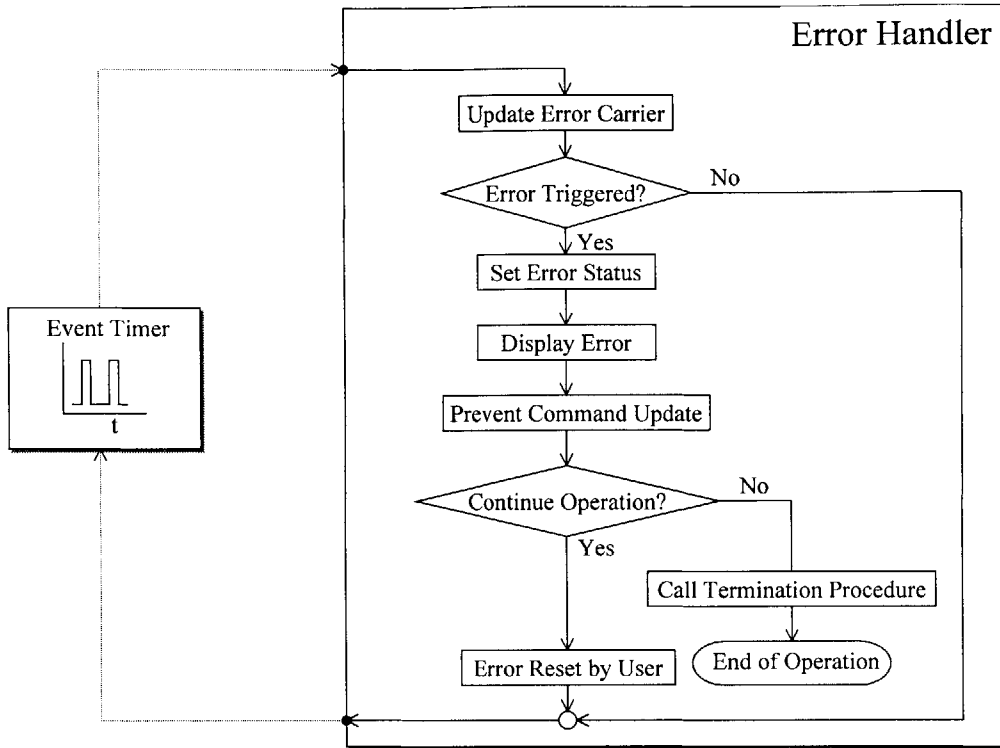 Error Handler
Update Error Carrier
Error Triggered?
No
Yes
Set Error Status
Event Timer
t
Display Error
Prevent Command Update
Continue Operation?
No
Yes
Call Termination Procedure
Error Reset by User
End of Operation